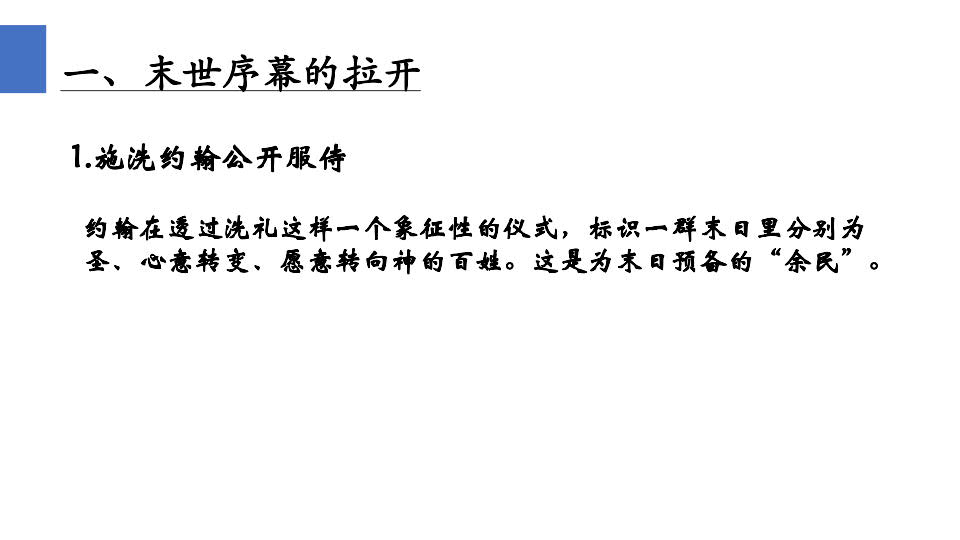 一、末世序幕的拉开
1.施洗约翰公开服侍
约翰在透过洗礼这样一个象征性的仪式，标识一群末日里分别为
圣、心意转变、愿意转向神的百姓。这是为末日预备的“余民”。